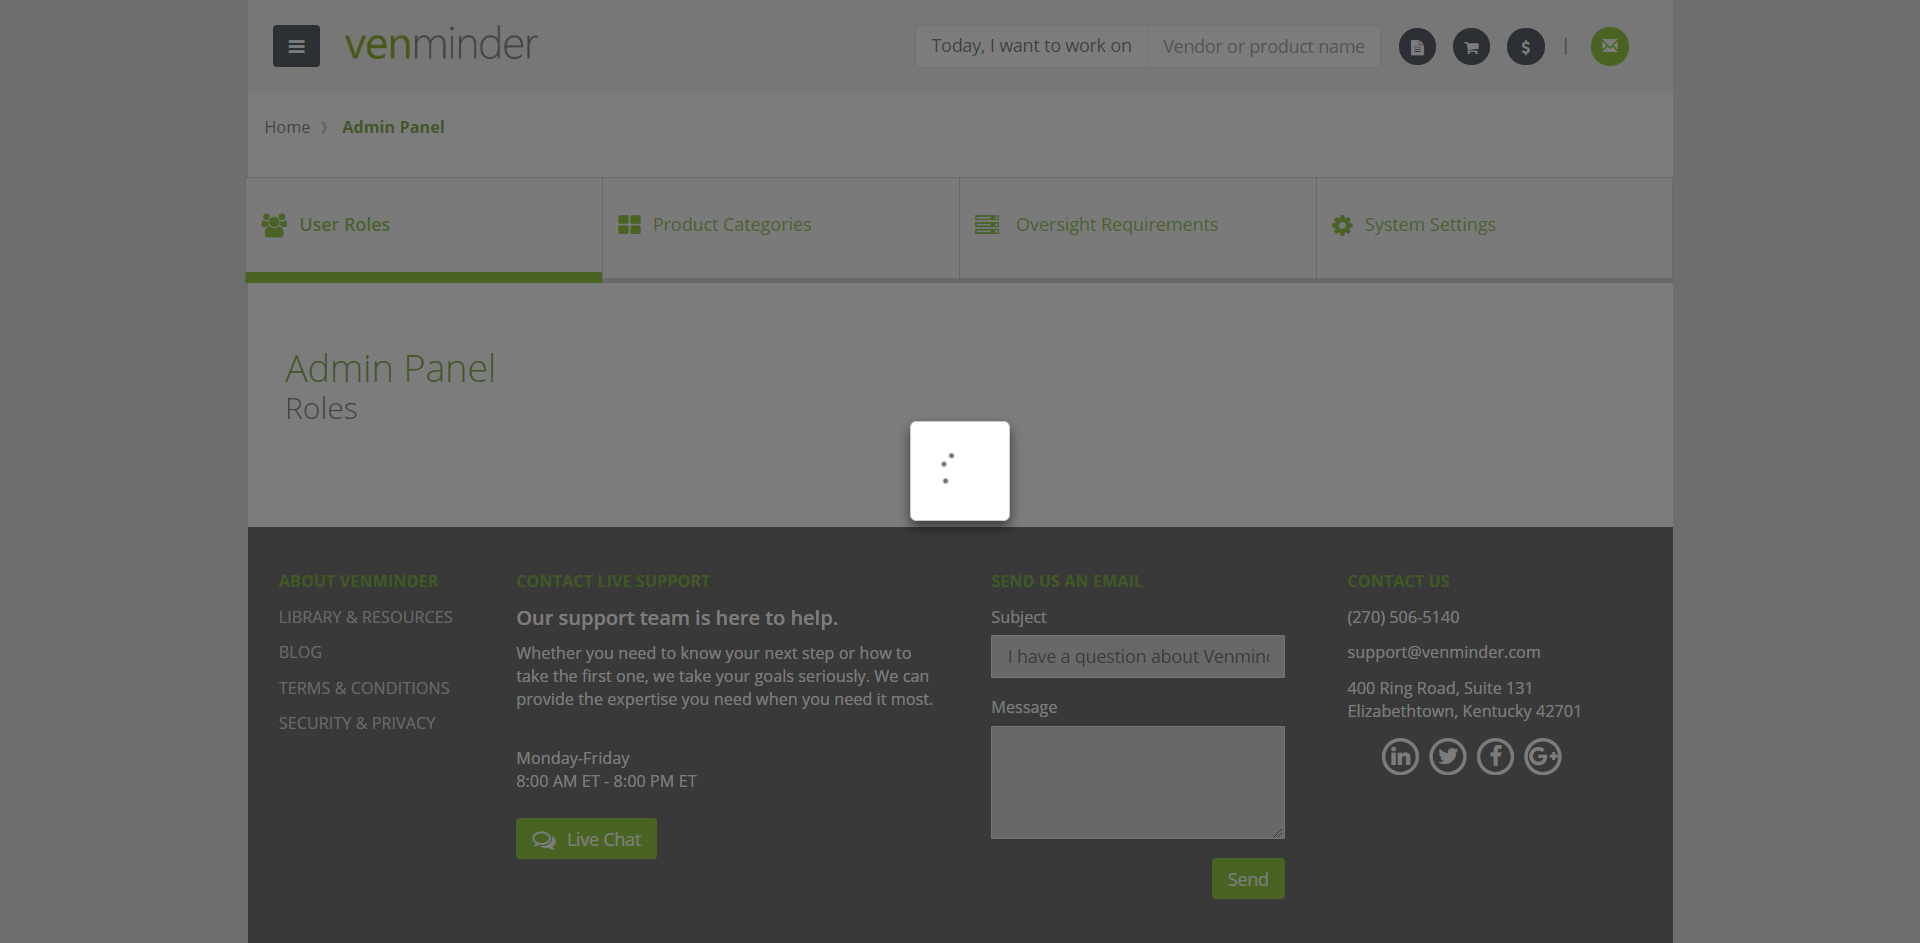 venminder
Today, I want to work on
Vendor or product name
Home
Admin Panel
User Roles
Product Categories
Oversight Requirements
System Settings
Admin Panel
Roles
ABOUT VENMINDER
LIBRARY & RESOURCES
BLOG
TERMS & CONDITIONS
SECURITY & PRIVACY
CONTACT LIVE SUPPORT
Our support team is here to help.
Whether you need to know your next step or how to
take the first one, we take your goals seriously. We can
provide the expertise you need when you need it most.
Monday-Friday
8:00 AM ET - 8:00 PM ET
Live Chat
SEND US AN EMAIL
Subject
I have a question about Venmin
Message
Send
CONTACT US
(270) 506-5140
support@venminder.com
400 Ring Road, Suite 131
Elizabethtown, Kentucky 42701